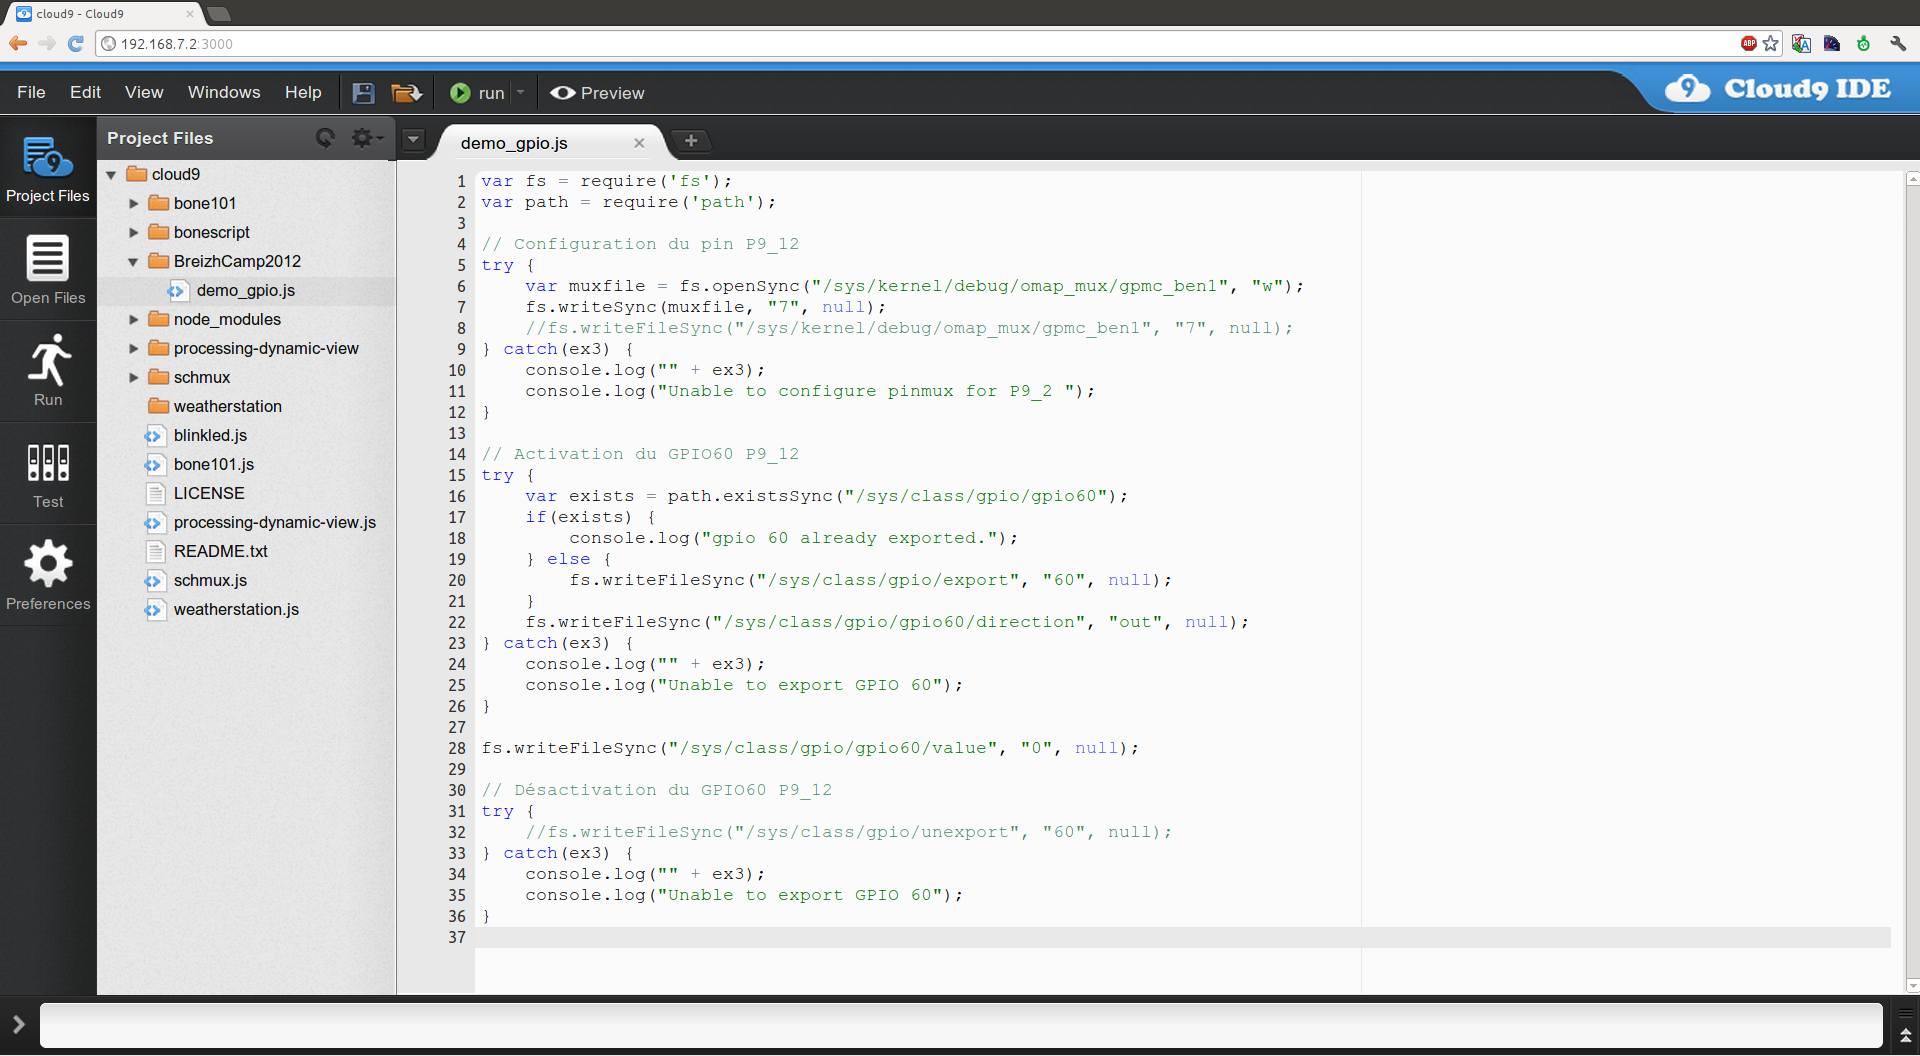 cloud9 - Cloud9
192.168.7.2:3000
ABP
File Edit View Windows Help run Preview
9 Cloud9 IDE
Project Files
demo_gpio.js
Project Files
Open Files
Run
Test
Preferences
cloud9
bone101
bonescript
BreizhCamp2012
demo_gpio.js
node_modules
processing-dynamic-view
schmux
weatherstation
blinkled.js
bone101.js
LICENSE
processing-dynamic-view.js
README.txt
schmux.js
weatherstation.js
1 var fs = require('fs');
2 var path = require('path');
3
4 // Configuration du pin P9_12
5 try {
6     var muxfile = fs.openSync("/sys/kernel/debug/omap_mux/gpmc_ben1", "w");
7     fs.writeSync(muxfile, "7", null);
8     //fs.writeFileSync("/sys/kernel/debug/omap_mux/gpmc_ben1", "7", null);
9 } catch(ex3) {
10     console.log("" + ex3);
11     console.log("Unable to configure pinmux for P9_2 ");
12 }
13
14 // Activation du GPIO60 P9_12
15 try {
16     var exists = path.existsSync("/sys/class/gpio/gpio60");
17     if(exists) {
18         console.log("gpio 60 already exported.");
19     } else {
20         fs.writeFileSync("/sys/class/gpio/export", "60", null);
21     }
22     fs.writeFileSync("/sys/class/gpio/gpio60/direction", "out", null);
23 } catch(ex3) {
24     console.log("" + ex3);
25     console.log("Unable to export GPIO 60");
26 }
27
28 fs.writeFileSync("/sys/class/gpio/gpio60/value", "0", null);
29
30 // Désactivation du GPIO60 P9_12
31 try {
32     //fs.writeFileSync("/sys/class/gpio/unexport", "60", null);
33 } catch(ex3) {
34     console.log("" + ex3);
35     console.log("Unable to export GPIO 60");
36 }
37